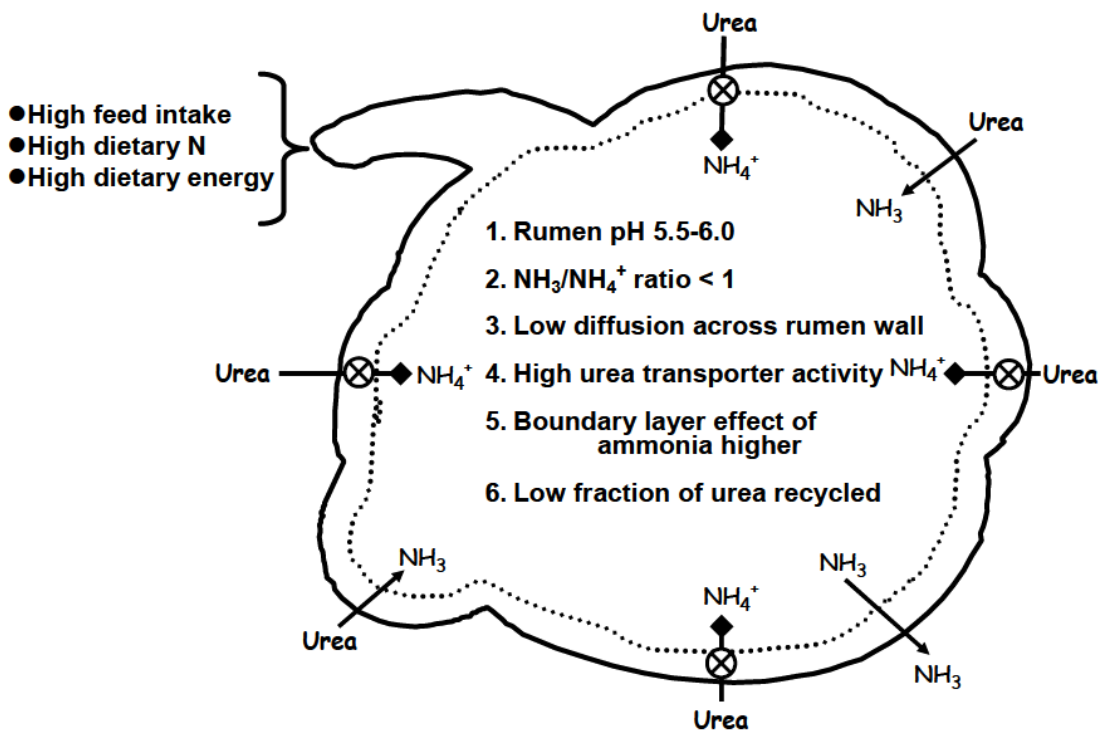 Urea
●High feed intake
●High dietary N
●High dietary energy
Urea
NH₄⁺
NH₃
1. Rumen pH 5.5-6.0
2. NH₃/NH₄⁺ ratio < 1
3. Low diffusion across rumen wall
Urea
NH₄⁺
4. High urea transporter activity
NH₄⁺
Urea
5. Boundary layer effect of
ammonia higher
6. Low fraction of urea recycled
NH₃
NH₃
Urea
NH₄⁺
NH₃
Urea